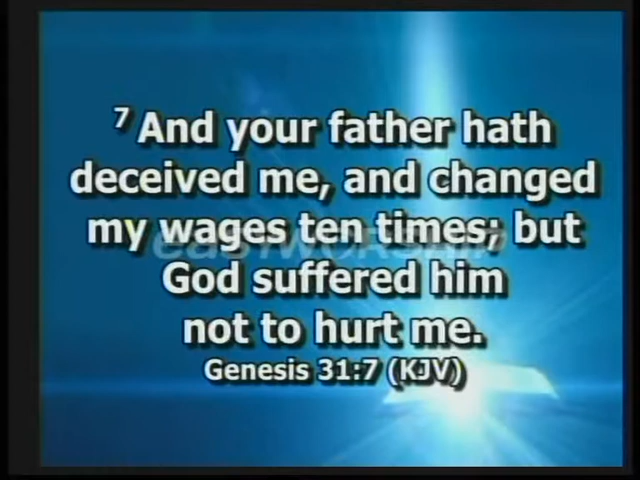 7 And your father hath
deceived me, and changed
my wages ten times; but
EASYWORSHIP
God suffered him
not to hurt me.
Genesis 31:7 (KJV)